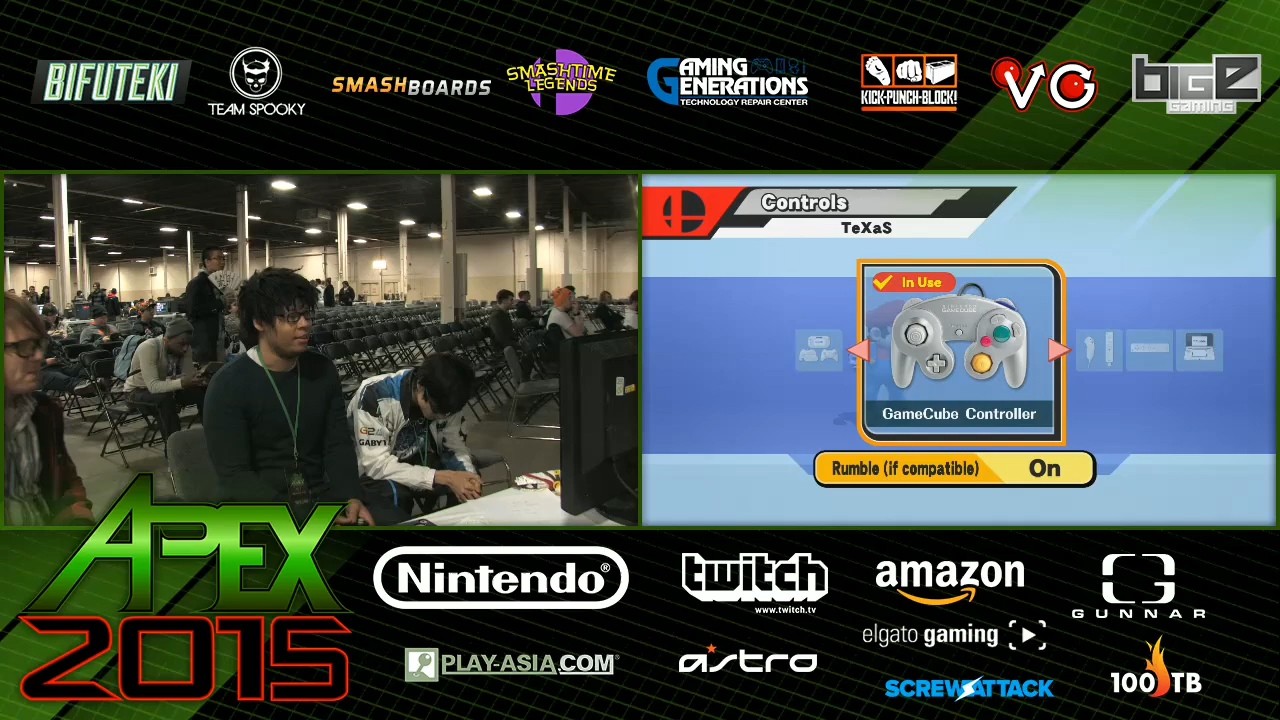 BIFUTEKI
TEAM SPOOKY
SMASHBOARDS
SMASHTIME
LEGENDS
GAMING
GENERATIONS
TECHNOLOGY REPAIR CENTER
KICK-PUNCH-BLOCK!
VG
bigE
gaming
Controls
TeXaS
In Use
GameCube Controller
Rumble (if compatible) On
GABY
APEX
2015
Nintendo®
twitch
www.twitch.tv
amazon
GUNNAR
elgato gaming
PLAY-ASIA.COM®
astro
SCREWATTACK
100TB